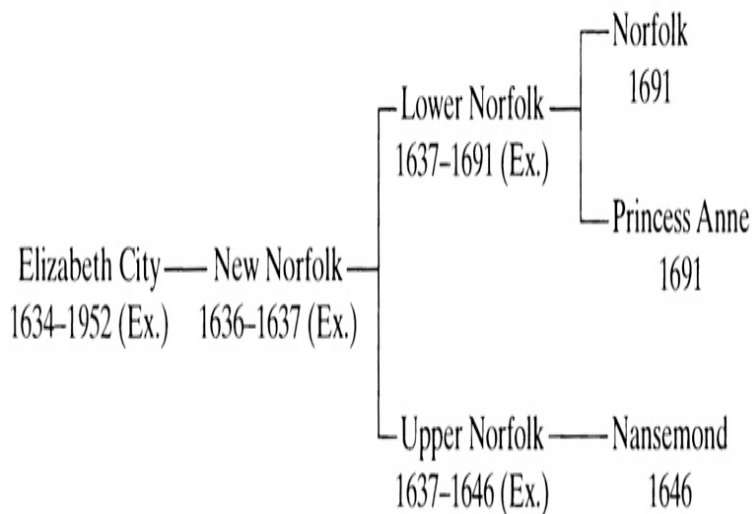 Norfolk
1691
Lower Norfolk
1637–1691 (Ex.)
Princess Anne
1691
Elizabeth City
1634–1952 (Ex.)
New Norfolk
1636–1637 (Ex.)
Upper Norfolk
1637–1646 (Ex.)
Nansemond
1646